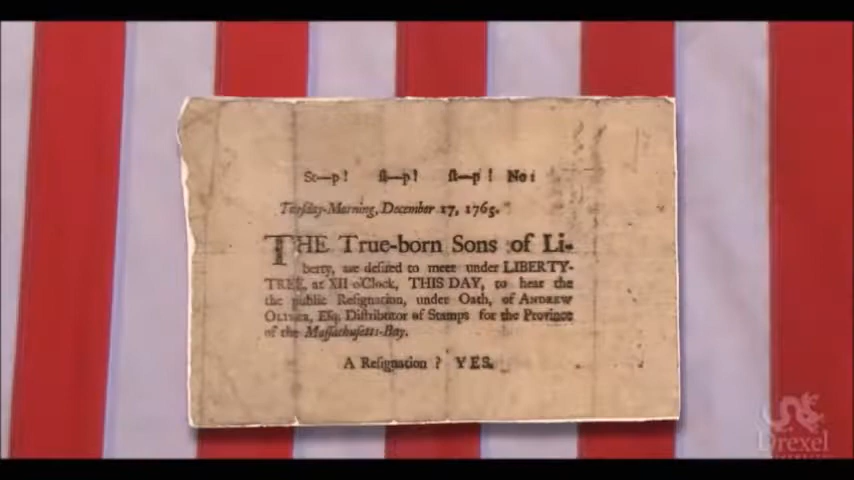 St—p! ſt—p! ſt—p! No:
Tueſday-Morning, December 17, 1765.
THE True-born Sons of Li-
berty, are deſired to meet under LIBERTY-
TREE, at XII o'Clock, THIS DAY, to hear the
the public Reſignation, under Oath, of ANDREW
OLIVER, Eſq; Diſtributor of Stamps for the Province
of the Maſſachuſetts-Bay.
A Reſignation ? YES.
Drexel